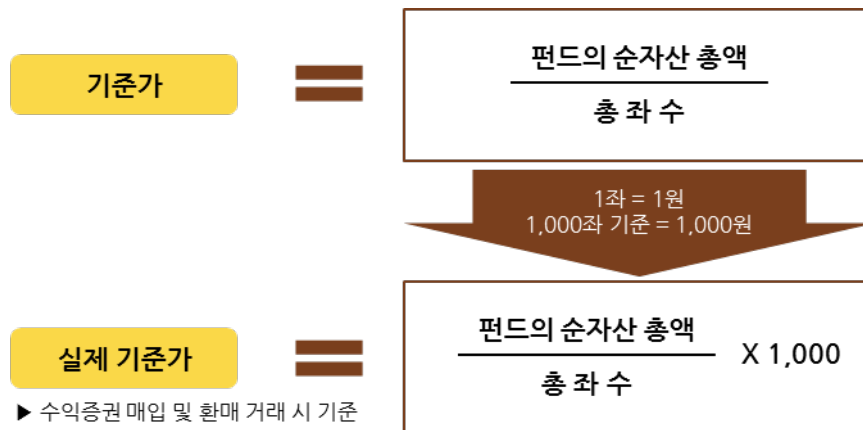 기준가
펀드의 순자산 총액
총 좌 수
1좌 = 1원
1,000좌 기준 = 1,000원
실제 기준가
펀드의 순자산 총액
총 좌 수
X 1,000
▶ 수익증권 매입 및 환매 거래 시 기준